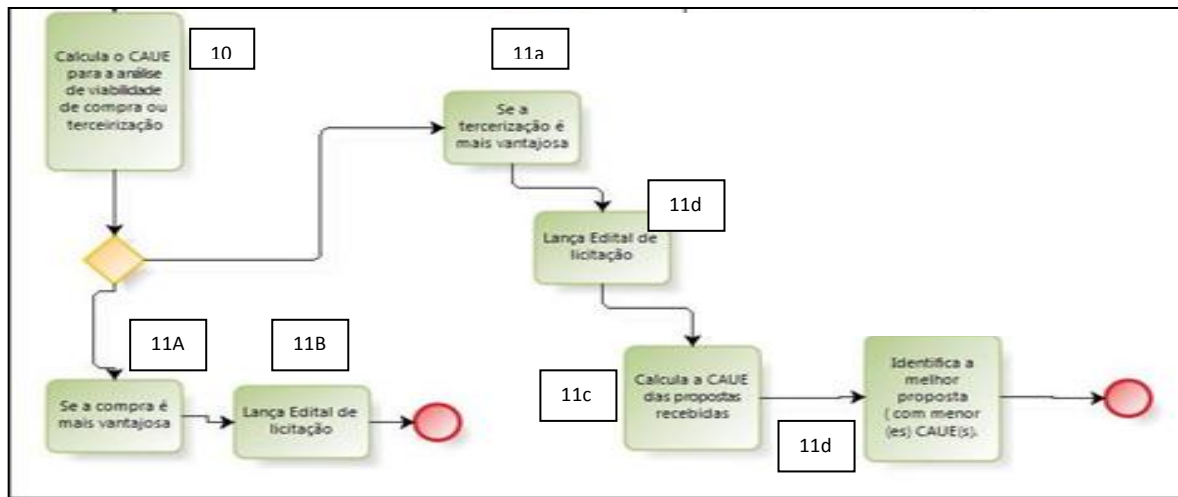 Calcula o CAUE
para a análise
de viabilidade
de compra ou
terceirização
10
11a
Se a
tercerização é
mais vantajosa
11d
Lança Edital de
licitação
11A
Se a compra é
mais vantajosa
11B
Lança Edital de
licitação
11c
Calcula a CAUE
das propostas
recebidas
11d
Identifica a
melhor
proposta
( com menor
(es) CAUE(s).